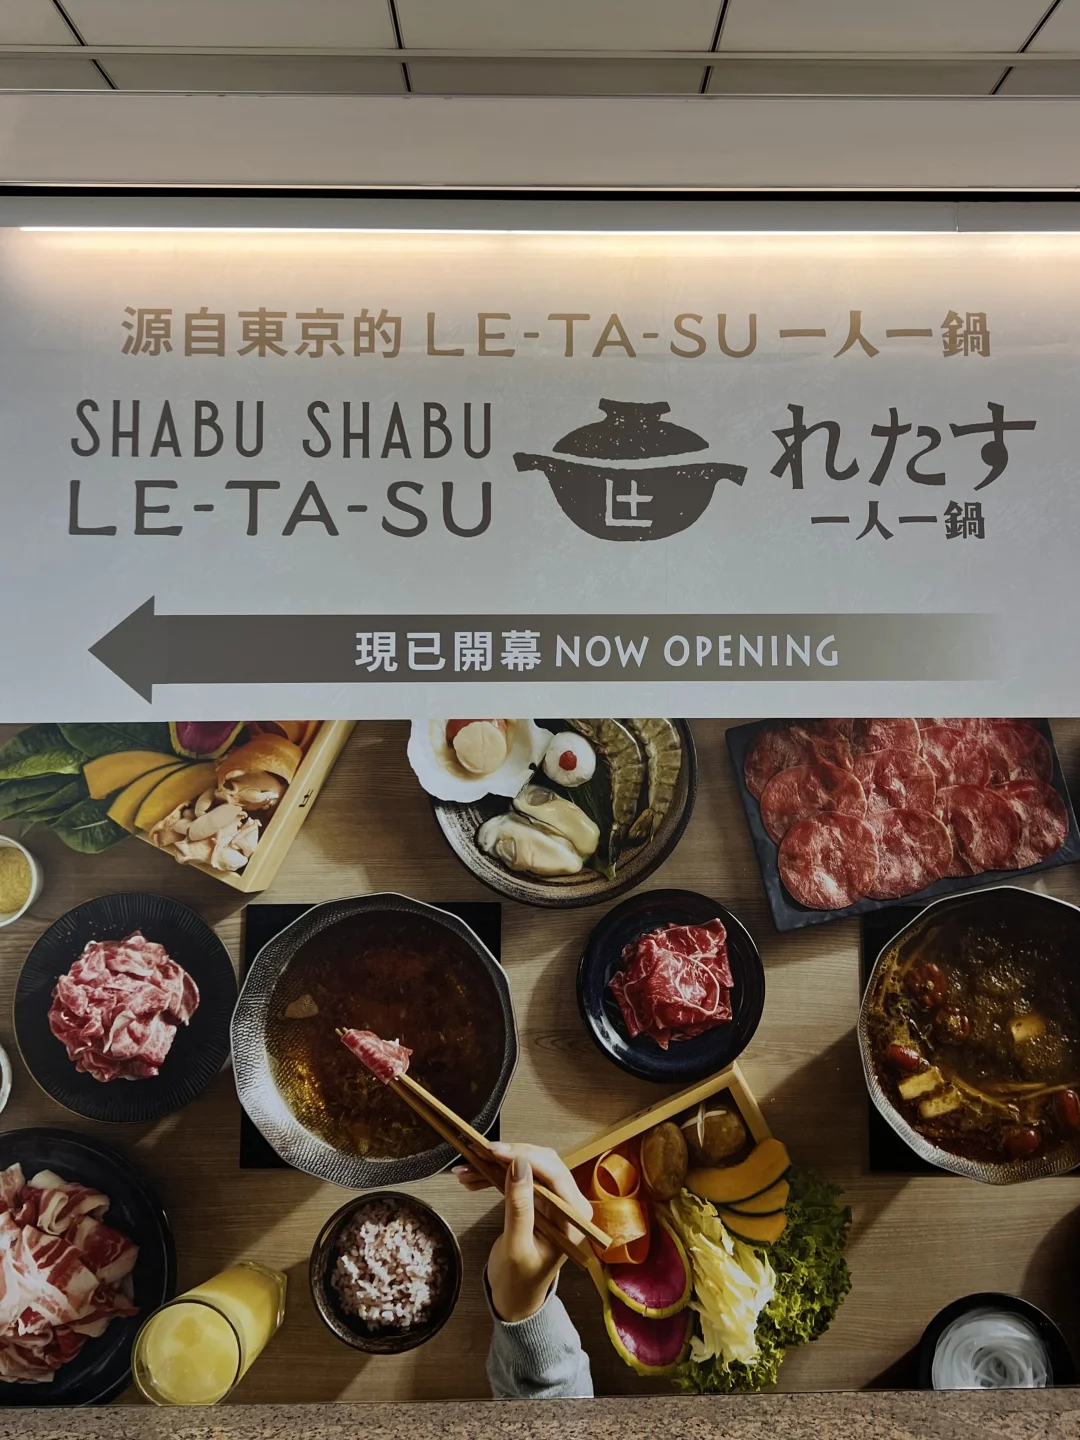 源自東京的 LE-TA-SU 一人一鍋
SHABU SHABU
LE-TA-SU
れたす
一人一鍋
現已開幕 NOW OPENING